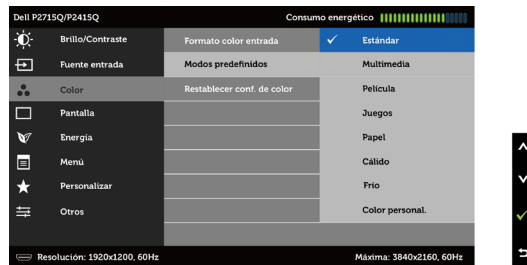 Dell P2715Q/P2415Q Consumo energético
Brillo/Contraste Formato color entrada Estándar
Fuente entrada Modos predefinidos Multimedia
Color Restablecer conf. de color Película
Pantalla Juegos
Energía Papel
Menú Cálido
Personalizar Frío
Otros Color personal.
Resolución: 1920x1200, 60Hz Máxima: 3840x2160, 60Hz